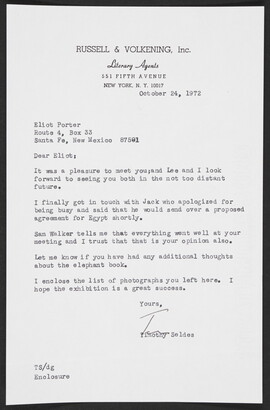 RUSSELL & VOLKENING, Inc.
Literary Agents
551 FIFTH AVENUE
NEW YORK, N. Y. 10017
October 24, 1972
Eliot Porter
Route 4, Box 33
Santa Fe, New Mexico 87501
Dear Eliot:
It was a pleasure to meet you;and Lee and I look
forward to seeing you both in the not too distant
future.
I finally got in touch with Jack who apologized for
being busy and said that he would send over a proposed
agreement for Egypt shortly.
San Walker tells me that everything went well at your
meeting and I trust that that is your opinion also.
Let me know if you have had any additional thoughts
about the elephant book.
I enclose the list of photographs you left here. I
hope the exhibition is a great success.
Yours,
Timothy Seldes
TS/dg
Enclosure